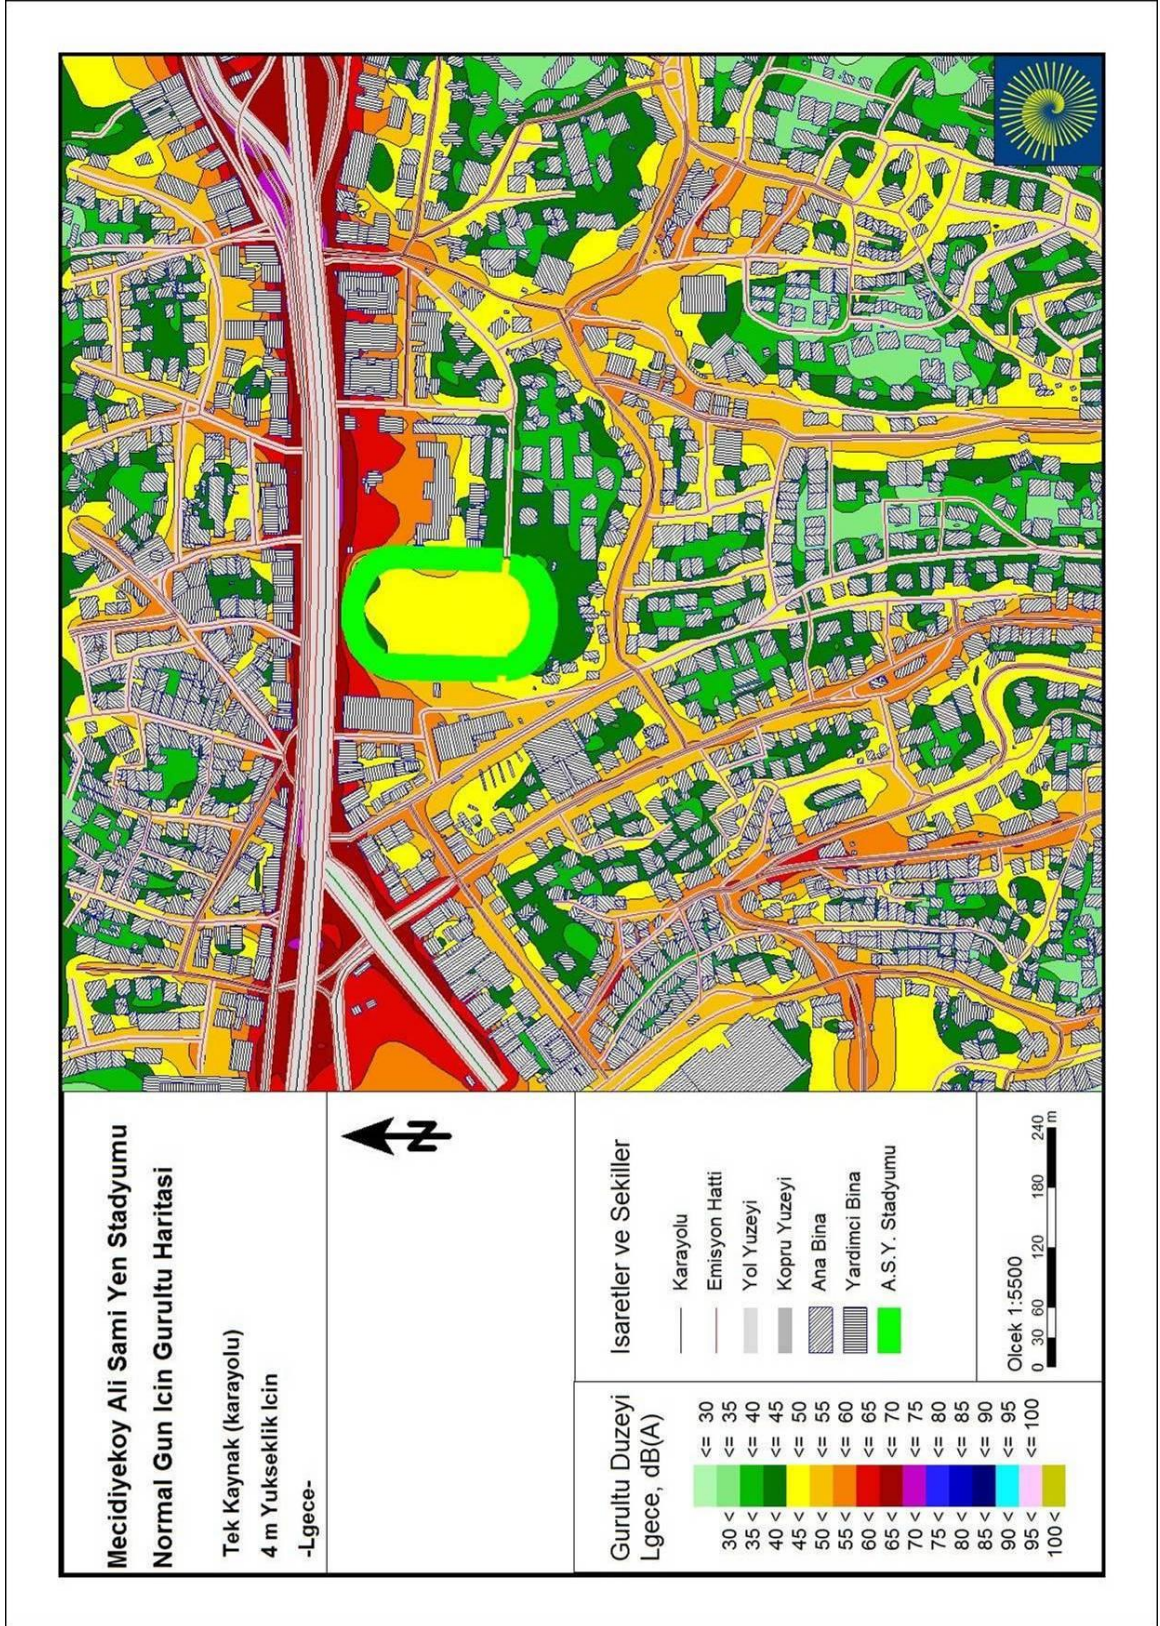 Mecidiyekoy Ali Sami Yen Stadyumu
Normal Gun Icin Gurultu Haritasi
Tek Kaynak (karayolu)
4 m Yukseklik Icin
-Lgece-
N
Gurultu Duzeyi
Lgece, dB(A)
<= 30
30 < <= 35
35 < <= 40
40 < <= 45
45 < <= 50
50 < <= 55
55 < <= 60
60 < <= 65
65 < <= 70
70 < <= 75
75 < <= 80
80 < <= 85
85 < <= 90
90 < <= 95
95 < <= 100
100 <
Isaretler ve Sekiller
Karayolu
Emisyon Hatti
Yol Yuzeyi
Kopru Yuzeyi
Ana Bina
Yardimci Bina
A.S.Y. Stadyumu
Olcek 1:5500
0 30 60 120 180 240
m